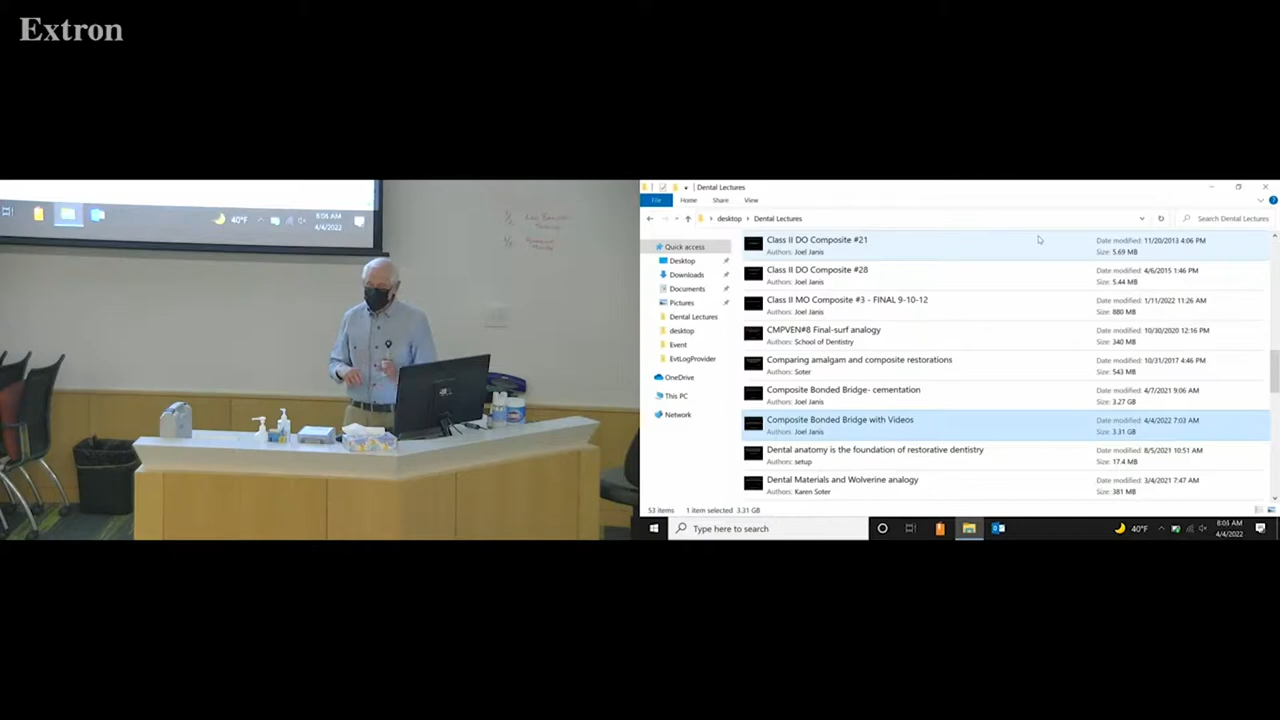 Extron
40°F
8:05 AM
4/4/2022
Dental Lectures
File
Home
Share
View
desktop
Dental Lectures
Search Dental Lectures
Quick access
Desktop
Downloads
Documents
Pictures
Dental Lectures
desktop
Event
EvtLogProvider
OneDrive
This PC
Network
Class II DO Composite #21
Authors: Joel Janis
Date modified: 11/20/2013 4:06 PM
Size: 5.69 MB
Class II DO Composite #28
Authors: Joel Janis
Date modified: 4/6/2015 1:46 PM
Size: 5.44 MB
Class II MO Composite #3 - FINAL 9-10-12
Authors: Joel Janis
Date modified: 1/11/2022 11:26 AM
Size: 880 MB
CMPVEN#8 Final-surf analogy
Authors: School of Dentistry
Date modified: 10/30/2020 12:16 PM
Size: 340 MB
Comparing amalgam and composite restorations
Authors: Soter
Date modified: 10/31/2017 4:46 PM
Size: 543 MB
Composite Bonded Bridge- cementation
Authors: Joel Janis
Date modified: 4/7/2021 9:06 AM
Size: 3.27 GB
Composite Bonded Bridge with Videos
Authors: Joel Janis
Date modified: 4/4/2022 7:03 AM
Size: 3.31 GB
Dental anatomy is the foundation of restorative dentistry
Authors: setup
Date modified: 8/5/2021 10:51 AM
Size: 17.4 MB
Dental Materials and Wolverine analogy
Authors: Karen Soter
Date modified: 3/4/2021 7:47 AM
Size: 381 MB
53 items
1 item selected 3.31 GB
Type here to search
40°F
8:05 AM
4/4/2022